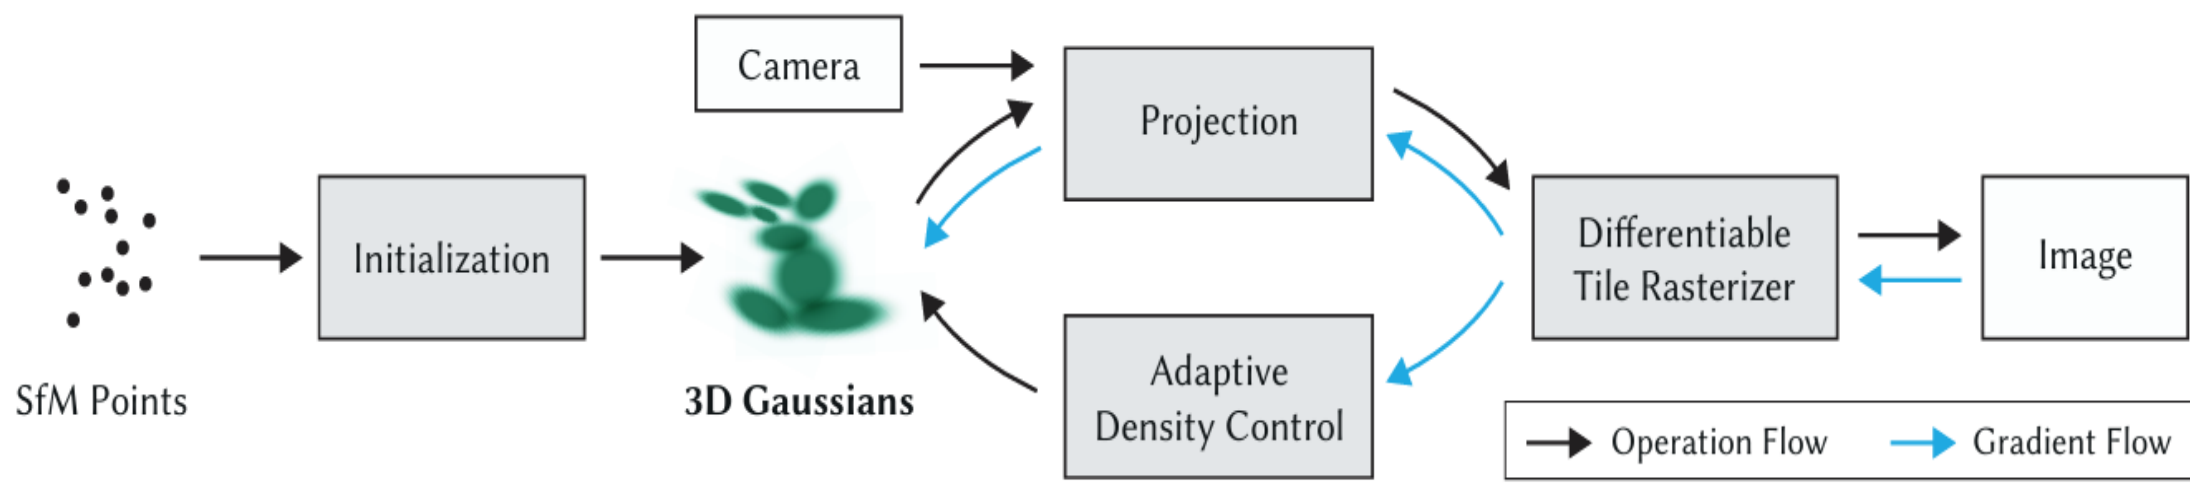 Camera
Projection
Initialization
Differentiable
Tile Rasterizer
Image
SfM Points
3D Gaussians
Adaptive
Density Control
Operation Flow
Gradient Flow